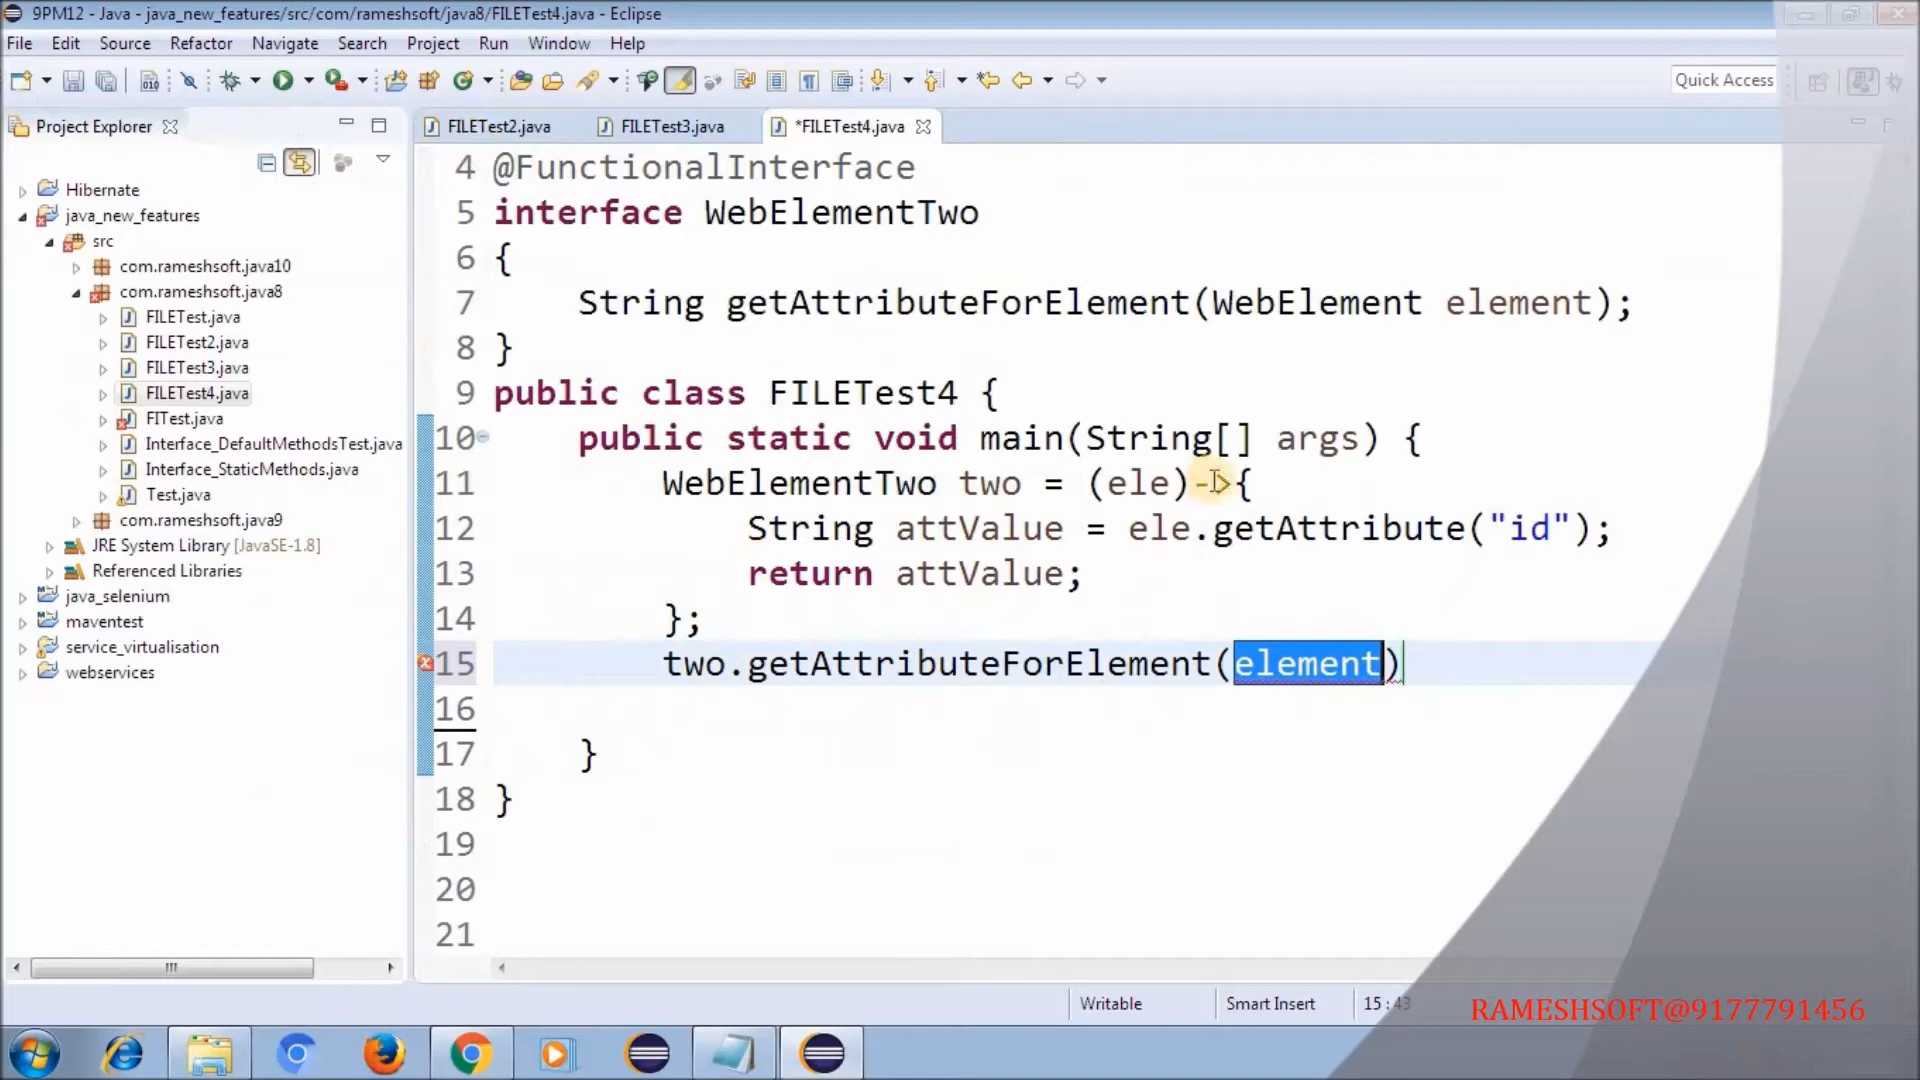 9PM12 - Java - java_new_features/src/com/rameshsoft/java8/FILETest4.java - Eclipse
File Edit Source Refactor Navigate Search Project Run Window Help
Quick Access
Project Explorer
FILETest2.java
FILETest3.java
*FILETest4.java
Hibernate
java_new_features
src
com.rameshsoft.java10
com.rameshsoft.java8
FILETest.java
FILETest2.java
FILETest3.java
FILETest4.java
FITest.java
Interface_DefaultMethodsTest.java
Interface_StaticMethods.java
Test.java
com.rameshsoft.java9
JRE System Library [JavaSE-1.8]
Referenced Libraries
java_selenium
maventest
service_virtualisation
webservices
4 @FunctionalInterface
5 interface WebElementTwo
6 {
7 String getAttributeForElement(WebElement element);
8 }
9 public class FILETest4 {
10 public static void main(String[] args) {
11 WebElementTwo two = (ele)->{
12 String attValue = ele.getAttribute("id");
13 return attValue;
14 };
15 two.getAttributeForElement(element)
16
17 }
18 }
19
20
21
Writable
Smart Insert
15 : 43
RAMESHSOFT@9177791456